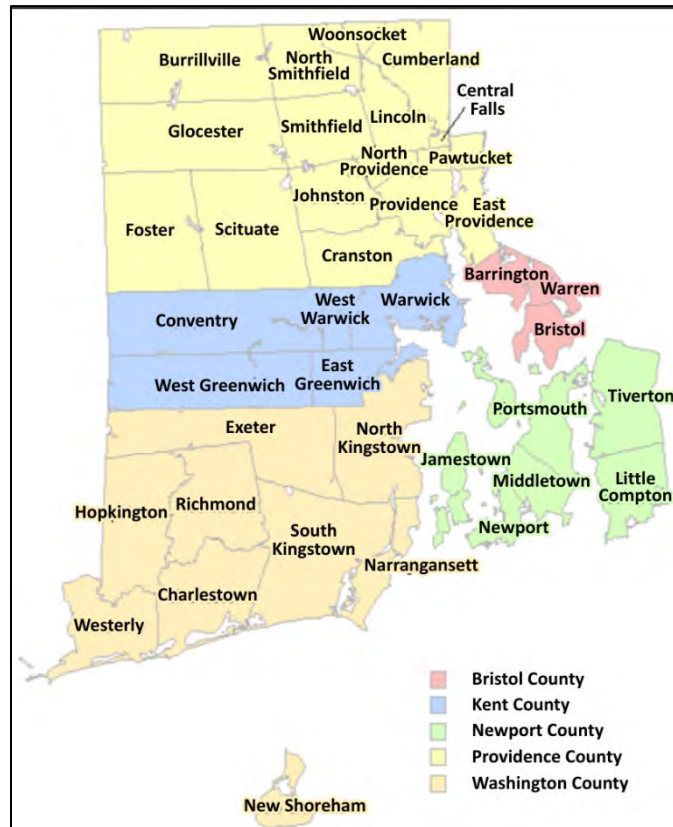 Woonsocket
Burrillville
North
Smithfield
Cumberland
Central
Falls
Glocester
Smithfield
Lincoln
North
Providence
Pawtucket
Johnston
Providence
East
Providence
Foster
Scituate
Cranston
Barrington
Warren
Bristol
Conventry
West
Warwick
Warwick
West Greenwich
East
Greenwich
Exeter
North
Kingstown
Portsmouth
Tiverton
Jamestown
Middletown
Little
Compton
Newport
Hopkington
Richmond
South
Kingstown
Narrangansett
Charlestown
Westerly
New Shoreham
Bristol County
Kent County
Newport County
Providence County
Washington County